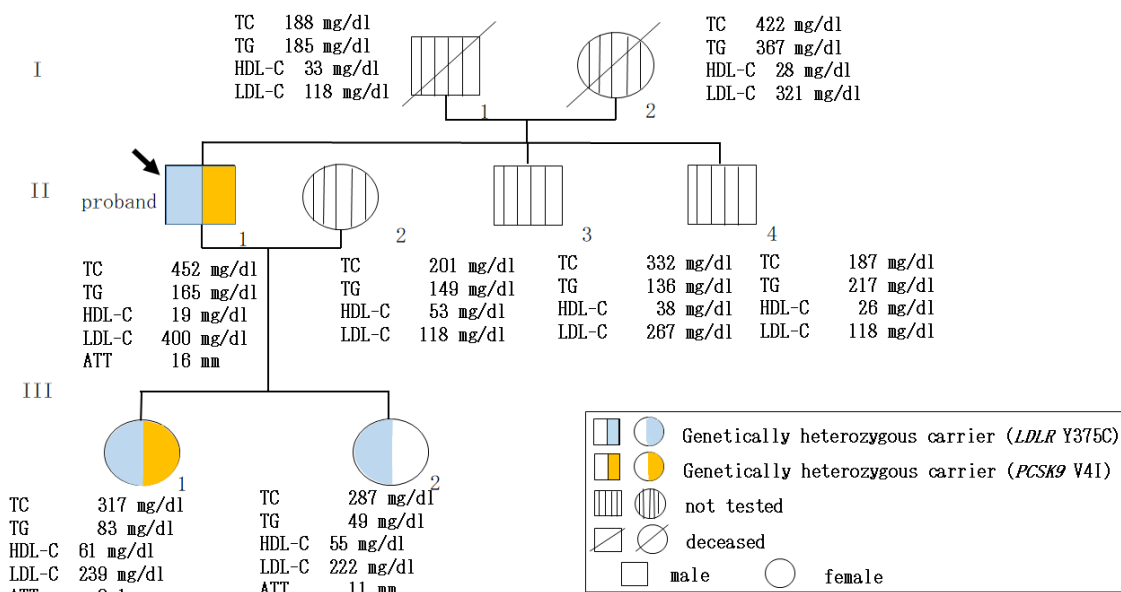 TC 188 mg/dl
TG 185 mg/dl
HDL-C 33 mg/dl
LDL-C 118 mg/dl
TC 422 mg/dl
TG 367 mg/dl
HDL-C 28 mg/dl
LDL-C 321 mg/dl
I
1
2
II
proband
1
2
3
4
TC 452 mg/dl
TG 165 mg/dl
HDL-C 19 mg/dl
LDL-C 400 mg/dl
ATT 16 mm
TC 201 mg/dl
TG 149 mg/dl
HDL-C 53 mg/dl
LDL-C 118 mg/dl
TC 332 mg/dl
TG 136 mg/dl
HDL-C 38 mg/dl
LDL-C 267 mg/dl
TC 187 mg/dl
TG 217 mg/dl
HDL-C 26 mg/dl
LDL-C 118 mg/dl
III
1
2
TC 317 mg/dl
TG 83 mg/dl
HDL-C 61 mg/dl
LDL-C 239 mg/dl
ATT
TC 287 mg/dl
TG 49 mg/dl
HDL-C 55 mg/dl
LDL-C 222 mg/dl
ATT 11 mm
Genetically heterozygous carrier (LDLR Y375C)
Genetically heterozygous carrier (PCSK9 V4I)
not tested
deceased
male female